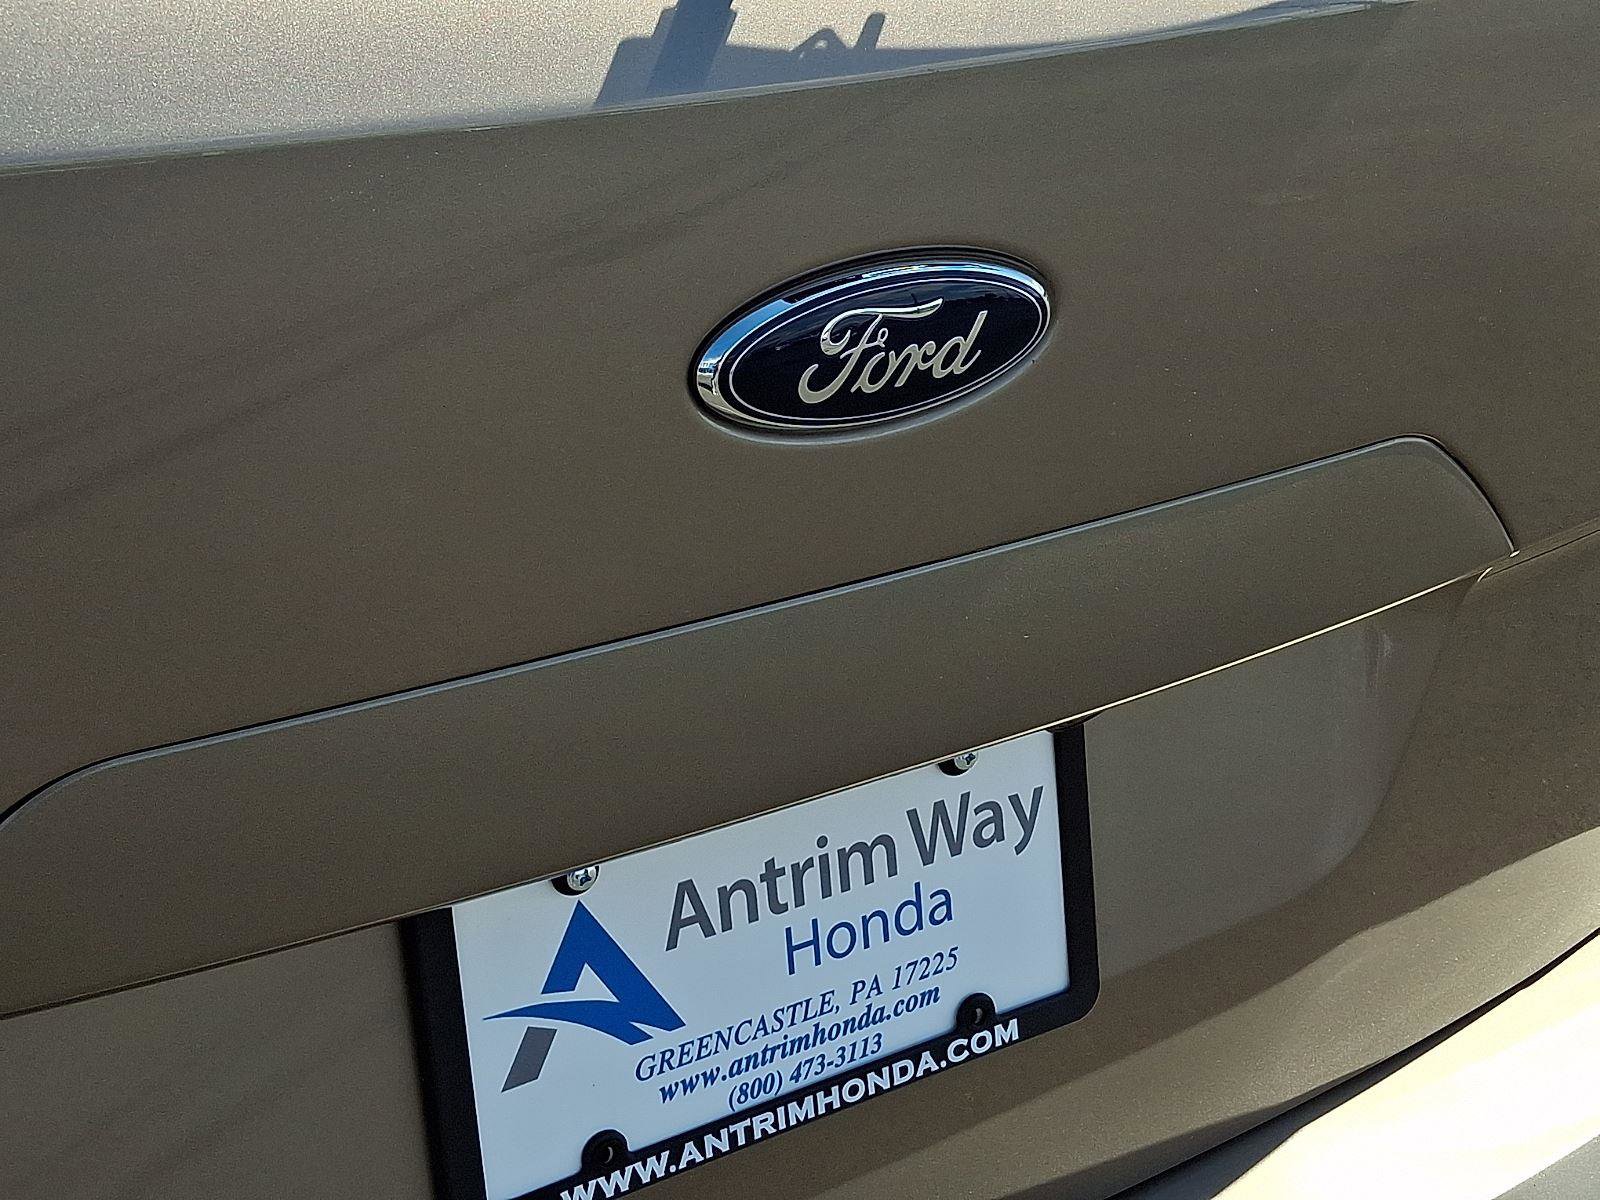 Ford
Antrim Way
Honda
GREENCASTLE, PA 17225
www.antrimhonda.com
(800) 473-3113
WWW.ANTRIMHONDA.COM